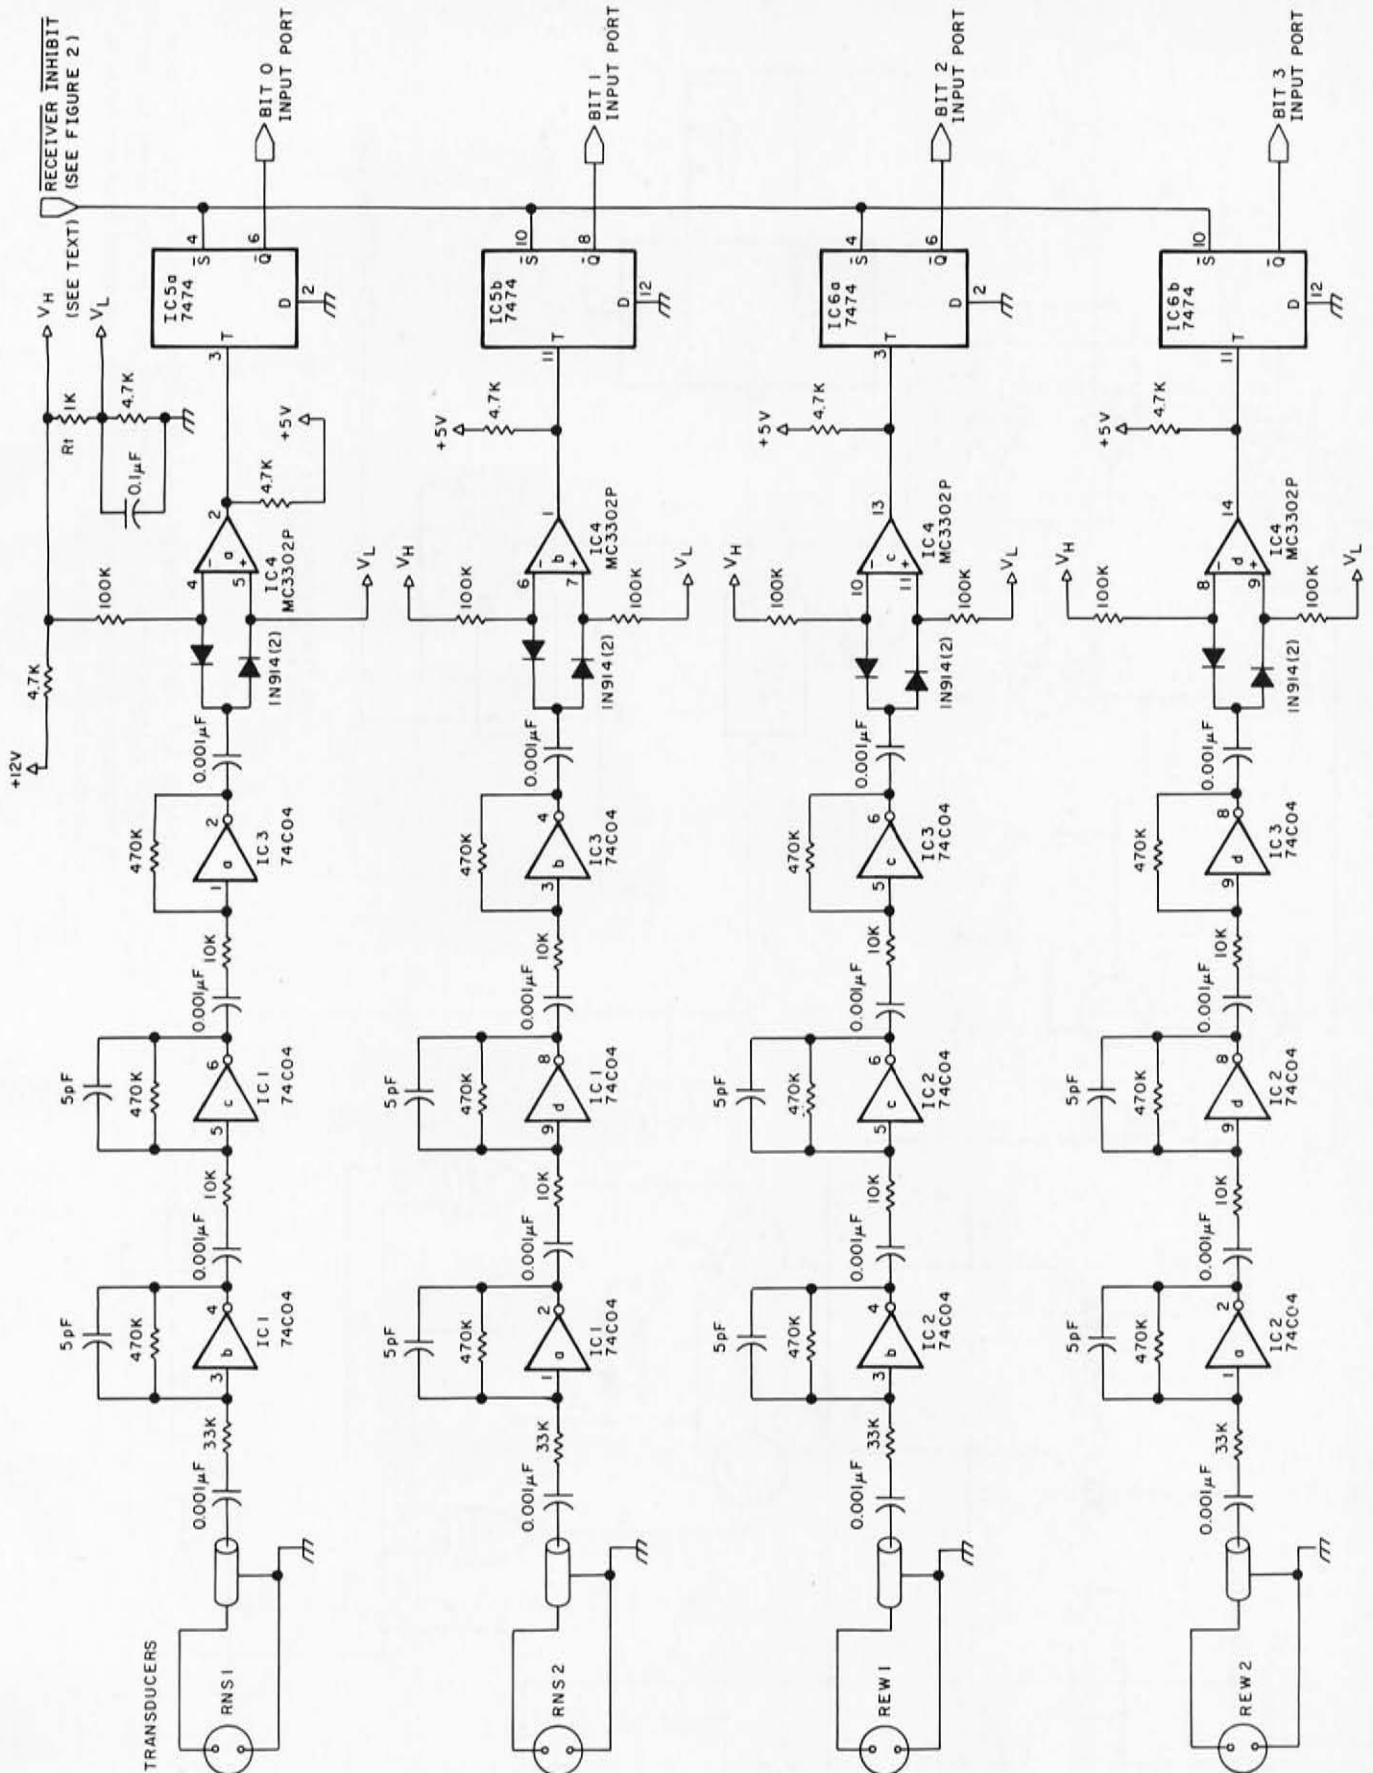 TRANSDUCERS
RECEIVER INHIBIT
(SEE FIGURE 2)
(SEE TEXT)
+12V
4.7K
VH
Rt
1K
VL
4.7K
0.1µF
RNS1
0.001µF
33K
5pF
470K
3
b
4
IC1
74C04
0.001µF
10K
5pF
470K
5
c
6
IC1
74C04
0.001µF
10K
470K
1
a
2
IC3
74C04
0.001µF
1N914(2)
100K
4
-
5
+
a
2
IC4
MC3302P
VL
4.7K
+5V
3
T
IC5a
7474
S
4
Q
6
D
2
BIT 0
INPUT PORT
RNS2
0.001µF
33K
5pF
470K
1
a
2
IC1
74C04
0.001µF
10K
5pF
470K
9
d
8
IC1
74C04
0.001µF
10K
470K
3
b
4
IC3
74C04
0.001µF
1N914(2)
VH
100K
6
-
7
+
b
1
IC4
MC3302P
100K
VL
+5V
4.7K
11
T
IC5b
7474
S
10
Q
8
D
12
BIT 1
INPUT PORT
REW1
0.001µF
33K
5pF
470K
3
b
4
IC2
74C04
0.001µF
10K
5pF
470K
5
c
6
IC2
74C04
0.001µF
10K
470K
5
c
6
IC3
74C04
0.001µF
1N914(2)
VH
100K
10
-
11
+
c
13
IC4
MC3302P
100K
VL
+5V
4.7K
3
T
IC6a
7474
S
4
Q
6
D
2
BIT 2
INPUT PORT
REW2
0.001µF
33K
5pF
470K
1
a
2
IC2
74C04
0.001µF
10K
5pF
470K
9
d
8
IC2
74C04
0.001µF
10K
470K
9
d
8
IC3
74C04
0.001µF
1N914(2)
VH
100K
8
-
9
+
d
14
IC4
MC3302P
100K
VL
+5V
4.7K
11
T
IC6b
7474
S
10
Q
D
12
BIT 3
INPUT PORT